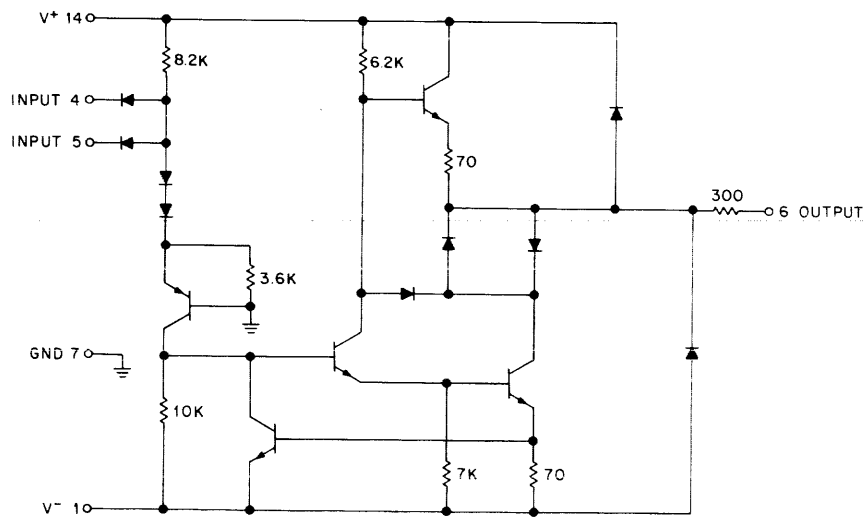 V+ 14
8.2K
6.2K
INPUT 4
INPUT 5
70
300
6 OUTPUT
3.6K
GND 7
10K
7K
70
V- 1